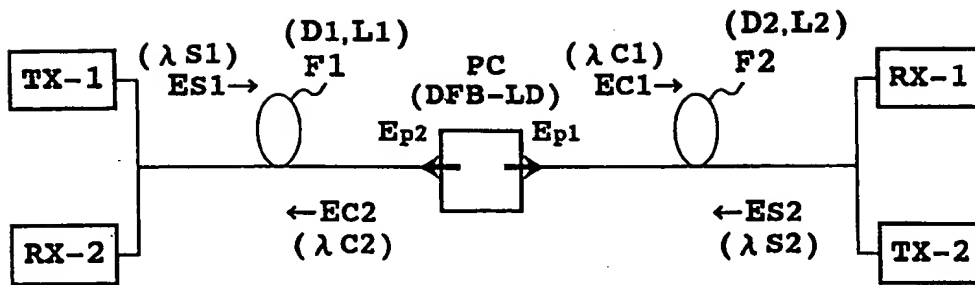 (D1,L1)
(D2,L2)
(λS1)
F1
PC
(λC1)
F2
TX-1
ES1→
(DFB-LD)
EC1→
RX-1
Ep2
Ep1
←EC2
←ES2
RX-2
(λC2)
(λS2)
TX-2